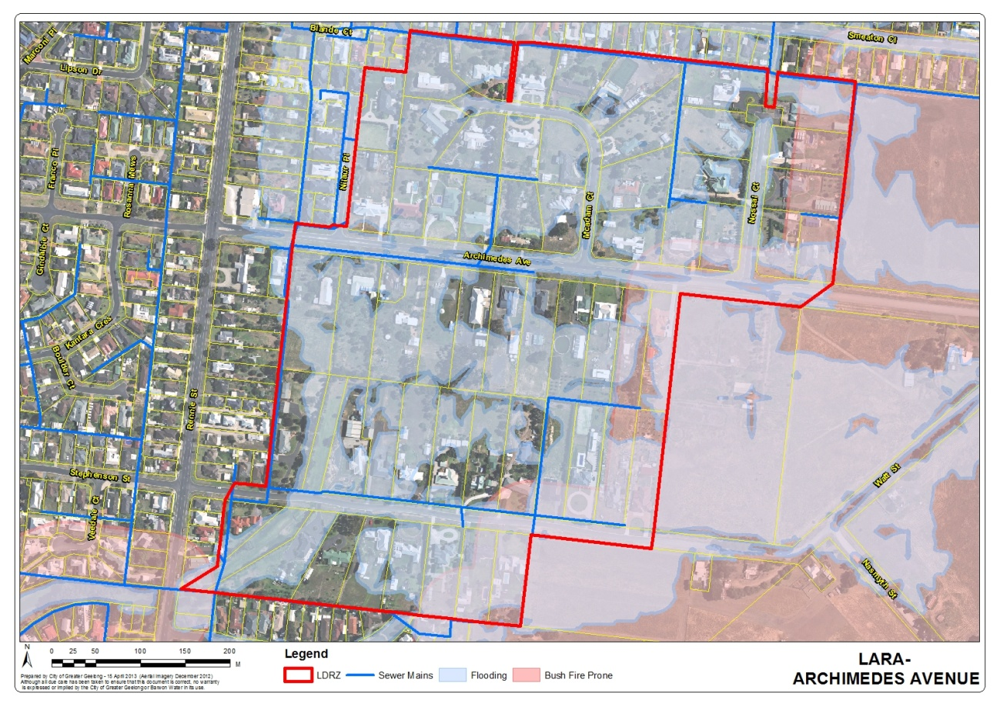 Marconi Pl
Blande Ct
Smeaton Cl
Lipson Dr
Franco Pl
Rosanna Mews
Nilaur Pl
Mcadam Ct
Nossal Ct
Gindalbie Ct
Archimedes Ave
Kantara Cres
Boulder Ct
Rennie St
Stephenson St
Veedale Ct
Watt St
Nasmyth St
N
0 25 50 100 150 200
M
Prepared by City of Greater Geelong - 15 April 2013 (Aerial Imagery December 2012)
Although all due care has been taken to ensure that this document is correct, no warranty
is expressed or implied by the City of Greater Geelong or Barwon Water in its use.
Legend
LDRZ Sewer Mains Flooding Bush Fire Prone
LARA-
ARCHIMEDES AVENUE